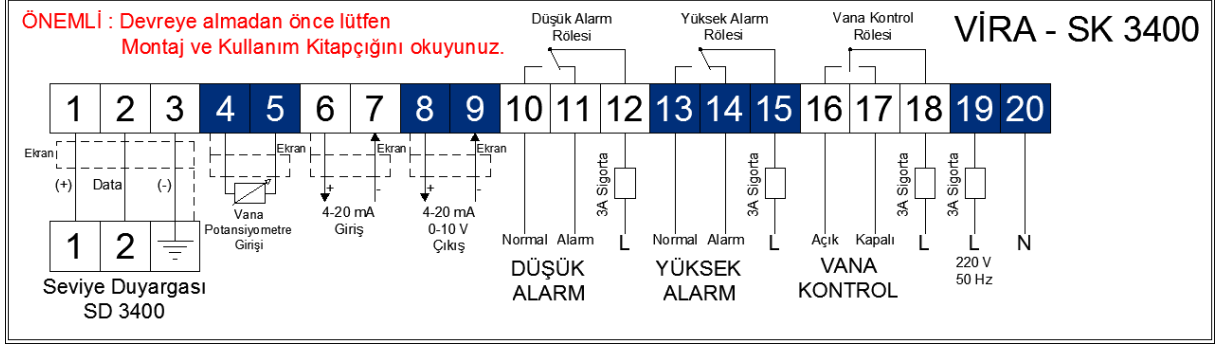 ÖNEMLİ : Devreye almadan önce lütfen
Montaj ve Kullanım Kitapçığını okuyunuz.
Düşük Alarm
Rölesi
Yüksek Alarm
Rölesi
Vana Kontrol
Rölesi
VİRA - SK 3400
1 2 3 4 5 6 7 8 9 10 11 12 13 14 15 16 17 18 19 20
Ekran
Ekran
Ekran
Ekran
(+) Data (-)
+ -
+ -
3A Sigorta
3A Sigorta
3A Sigorta
3A Sigorta
Vana
Potansiyometre
Girişi
4-20 mA
Giriş
4-20 mA
0-10 V
Çıkış
1 2
Seviye Duyargası
SD 3400
Normal Alarm L
DÜŞÜK
ALARM
Normal Alarm L
YÜKSEK
ALARM
Açık Kapalı L
VANA
KONTROL
L
220 V
50 Hz
N